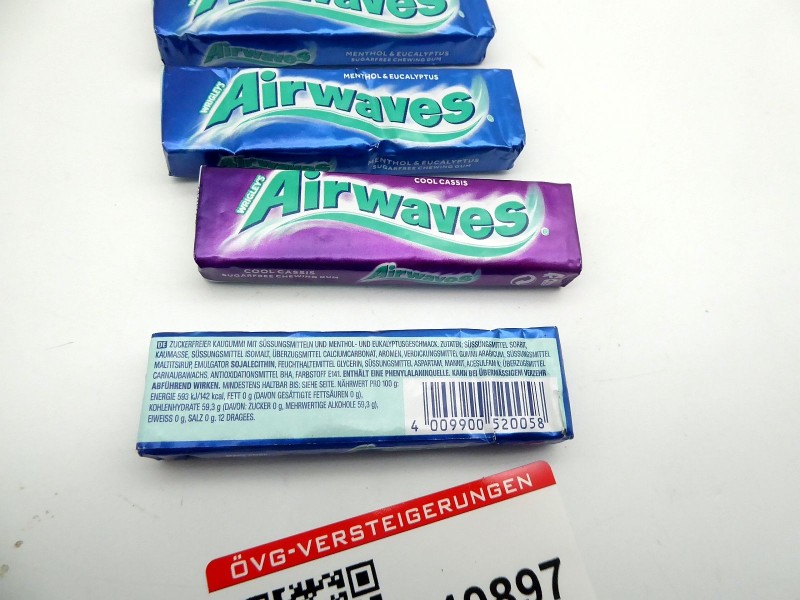 WRIGLEY'S Airwaves
Airwaves
MENTHOL & EUCALYPTUS
SUGARFREE CHEWING GUM
MENTHOL & EUCALYPTUS
WRIGLEY'S Airwaves
Airwaves
MENTHOL & EUCALYPTUS
SUGARFREE CHEWING GUM
COOL CASSIS
WRIGLEY'S Airwaves
COOL CASSIS
SUGARFREE CHEWING GUM
Airwaves
DE ZUCKERFREIER KAUGUMMI MIT SÜSSUNGSMITTELN UND MENTHOL- UND EUKALYPTUSGESCHMACK. ZUTATEN: SÜSSUNGSMITTEL SORBIT,
KAUMASSE, SÜSSUNGSMITTEL ISOMALT, ÜBERZUGSMITTEL CALCIUMCARBONAT, AROMEN, VERDICKUNGSMITTEL GUMMI ARABICUM, SÜSSUNGSMITTEL
MALTITSIRUP, EMULGATOR SOJALECITHIN, FEUCHTHALTEMITTEL GLYCERIN, SÜSSUNGSMITTEL ASPARTAM, MANNIT, ACESULFAM K, ÜBERZUGSMITTEL
CARNAUBAWACHS, ANTIOXIDATIONSMITTEL BHA, FARBSTOFF E141. ENTHÄLT EINE PHENYLALANINQUELLE. KANN BEI ÜBERMÄSSIGEM VERZEHR
ABFÜHREND WIRKEN. MINDESTENS HALTBAR BIS: SIEHE SEITE. NÄHRWERT PRO 100 g:
ENERGIE 593 kJ/142 kcal, FETT 0 g (DAVON GESÄTTIGTE FETTSÄUREN 0 g),
KOHLENHYDRATE 59,3 g (DAVON: ZUCKER 0 g, MEHRWERTIGE ALKOHOLE 59,3 g),
EIWEISS 0 g, SALZ 0 g. 12 DRAGEES.
4 009900 520058
ÖVG-VERSTEIGERUNGEN